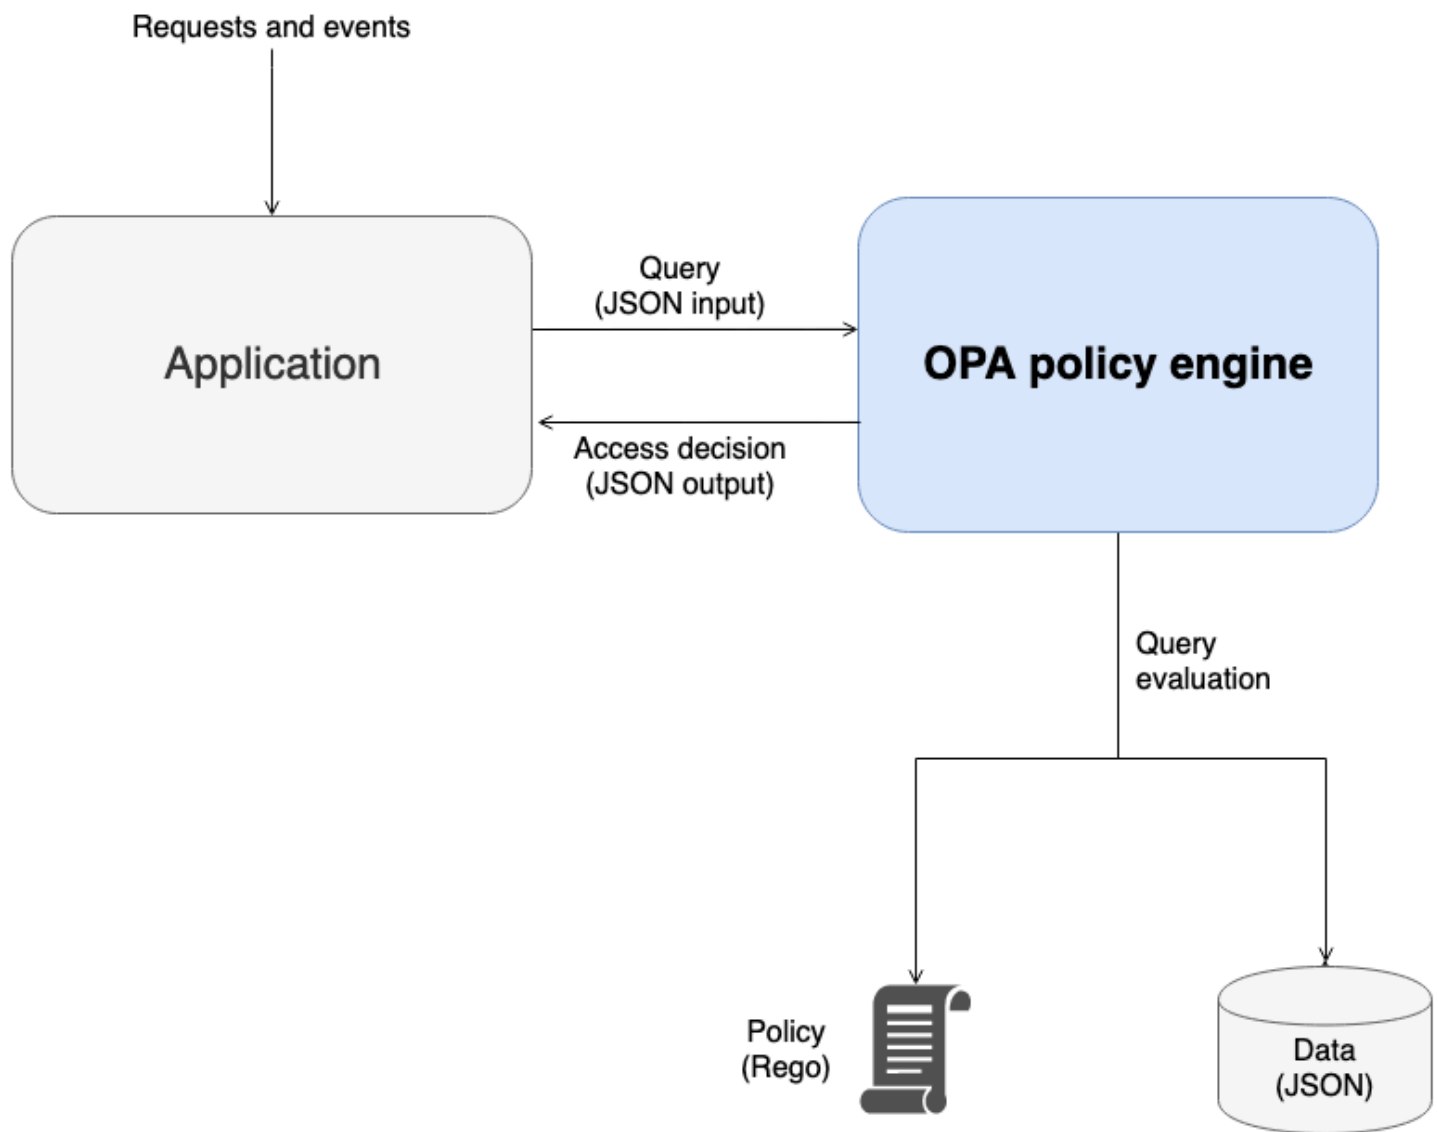 Requests and events
Query
(JSON input)
Application
OPA policy engine
Access decision
(JSON output)
Query
evaluation
Policy
(Rego)
Data
(JSON)